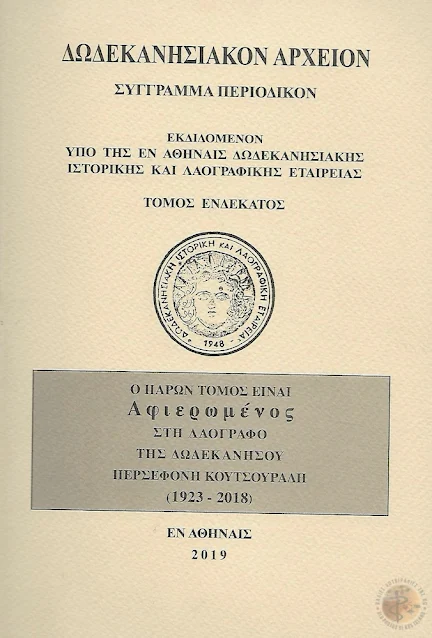 ΔΩΔΕΚΑΝΗΣΙΑΚΟΝ ΑΡΧΕΙΟΝ
ΣΥΓΓΡΑΜΜΑ ΠΕΡΙΟΔΙΚΟΝ
ΕΚΔΙΔΟΜΕΝΟΝ
ΥΠΟ ΤΗΣ ΕΝ ΑΘΗΝΑΙΣ ΔΩΔΕΚΑΝΗΣΙΑΚΗΣ
ΙΣΤΟΡΙΚΗΣ ΚΑΙ ΛΑΟΓΡΑΦΙΚΗΣ ΕΤΑΙΡΕΙΑΣ
ΤΟΜΟΣ ΕΝΔΕΚΑΤΟΣ
ΔΩΔΕΚΑΝΗΣΙΑΚΗ ΙΣΤΟΡΙΚΗ ΚΑΙ ΛΑΟΓΡΑΦΙΚΗ ΕΤΑΙΡΕΙΑ
- 1948 -
Ο ΠΑΡΩΝ ΤΟΜΟΣ ΕΙΝΑΙ
Αφιερωμένος
ΣΤΗ ΛΑΟΓΡΑΦΟ
ΤΗΣ ΔΩΔΕΚΑΝΗΣΟΥ
ΠΕΡΣΕΦΟΝΗ ΚΟΥΤΣΟΥΡΑΔΗ
(1923 - 2018)
ΕΝ ΑΘΗΝΑΙΣ
2019